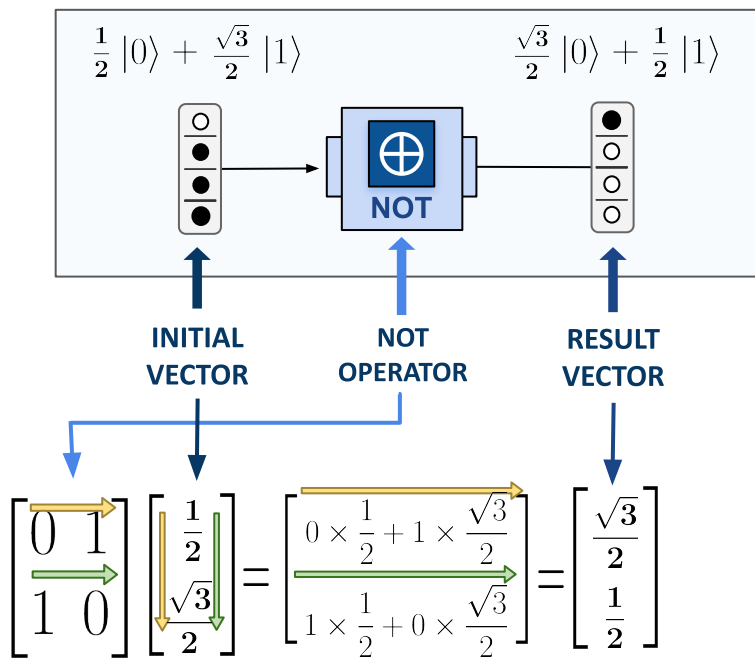 1/2 |0⟩ + √3/2 |1⟩
√3/2 |0⟩ + 1/2 |1⟩
NOT
INITIAL
VECTOR
NOT
OPERATOR
RESULT
VECTOR
[0 1
1 0] [1/2
√3/2] = [0 × 1/2 + 1 × √3/2
1 × 1/2 + 0 × √3/2] = [√3/2
1/2]